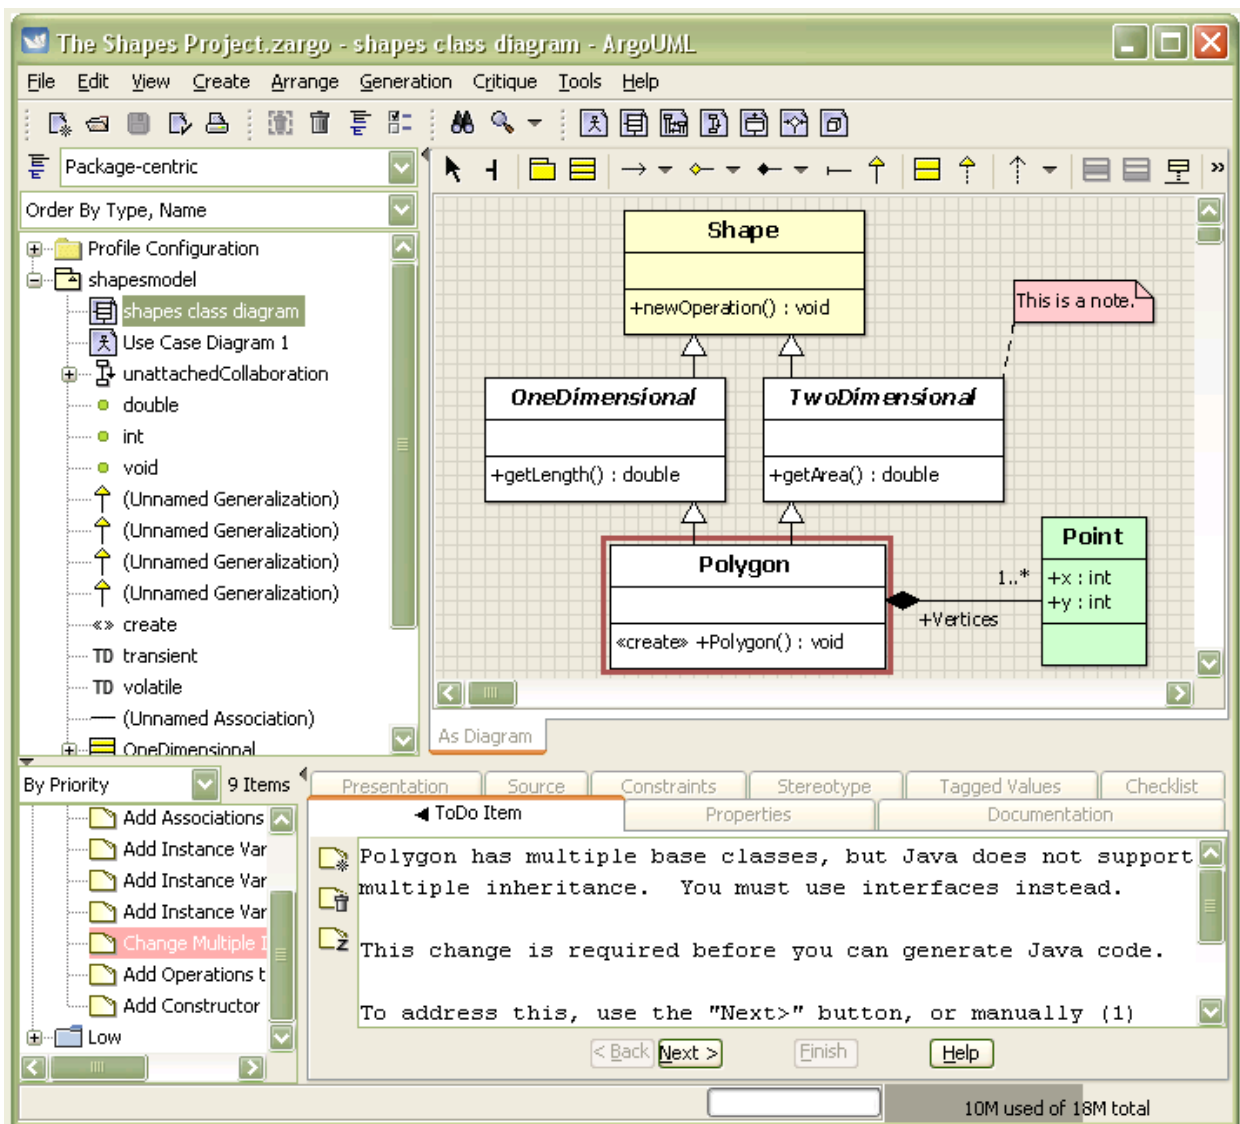 The Shapes Project.zargo - shapes class diagram - ArgoUML
File Edit View Create Arrange Generation Critique Tools Help
Package-centric
Order By Type, Name
Profile Configuration
shapesmodel
shapes class diagram
Use Case Diagram 1
unattachedCollaboration
double
int
void
(Unnamed Generalization)
(Unnamed Generalization)
(Unnamed Generalization)
(Unnamed Generalization)
«» create
TD transient
TD volatile
(Unnamed Association)
OneDimensional
Shape
+newOperation() : void
This is a note.
OneDimensional
+getLength() : double
TwoDimensional
+getArea() : double
Polygon
«create» +Polygon() : void
1..*
+Vertices
Point
+x : int
+y : int
As Diagram
By Priority
9 Items
Add Associations
Add Instance Var
Add Instance Var
Add Instance Var
Change Multiple I
Add Operations t
Add Constructor
Low
Presentation Source Constraints Stereotype Tagged Values Checklist
ToDo Item Properties Documentation
Polygon has multiple base classes, but Java does not support
multiple inheritance. You must use interfaces instead.
This change is required before you can generate Java code.
To address this, use the "Next>" button, or manually (1)
< Back Next > Finish Help
10M used of 18M total